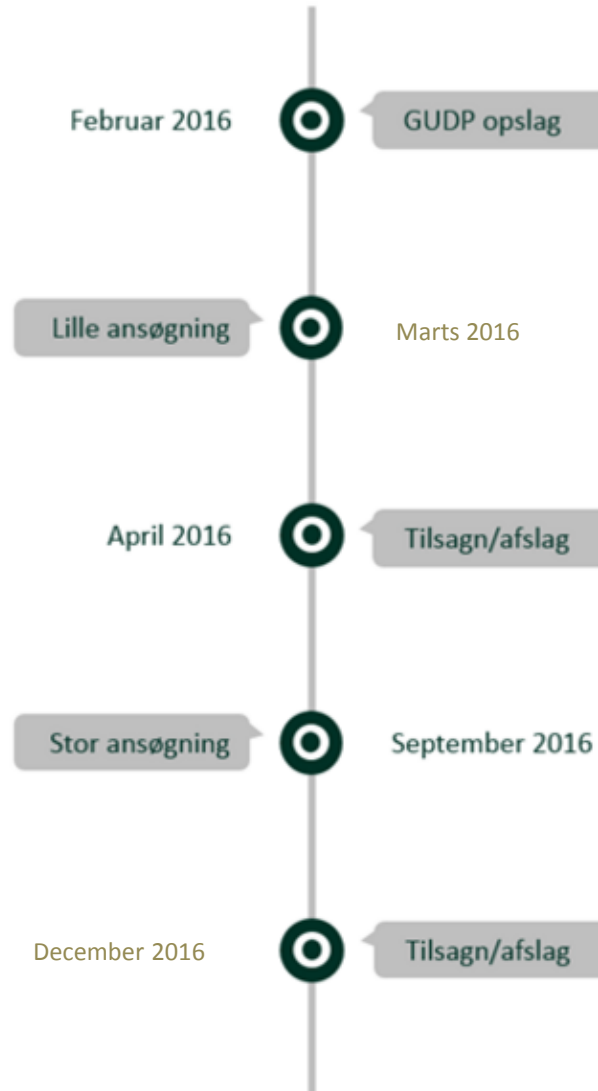 Februar 2016
GUDP opslag
Lille ansøgning
Marts 2016
April 2016
Tilsagn/afslag
Stor ansøgning
September 2016
December 2016
Tilsagn/afslag